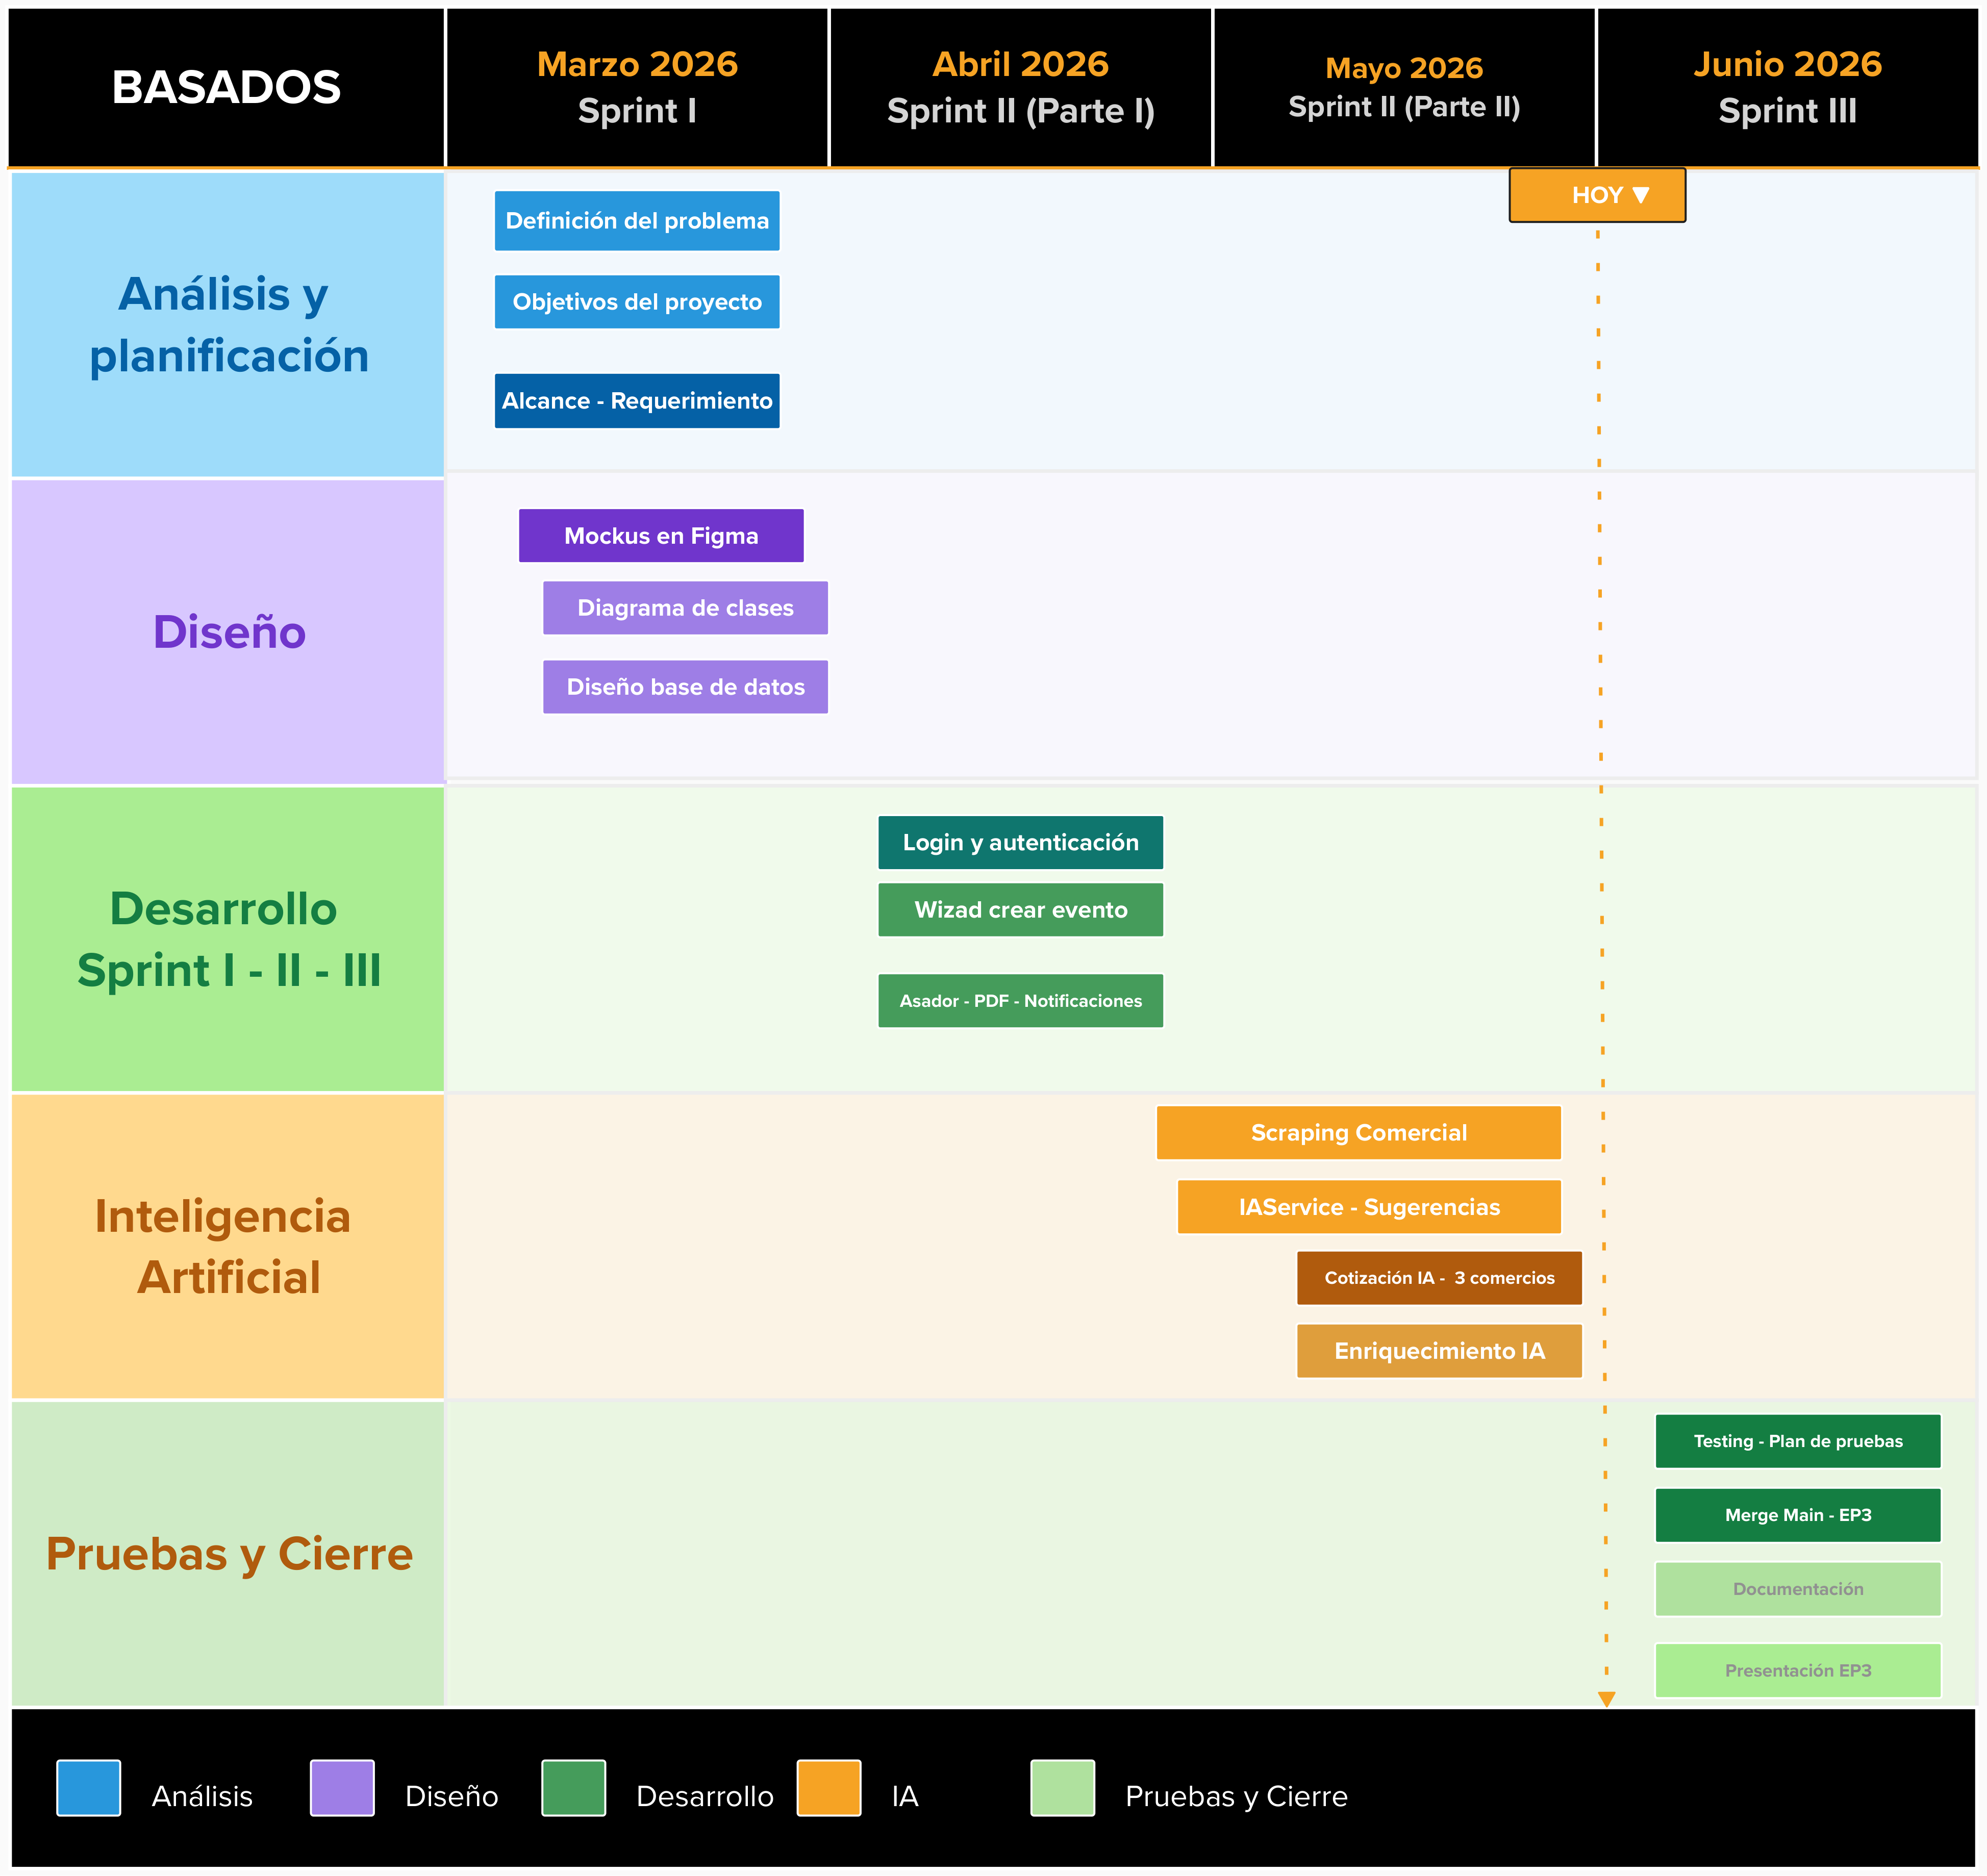 BASADOS
Marzo 2026
Sprint I
Abril 2026
Sprint II (Parte I)
Mayo 2026
Sprint II (Parte II)
Junio 2026
Sprint III
HOY ▼
Análisis y
planificación
Definición del problema
Objetivos del proyecto
Alcance - Requerimiento
Diseño
Mockus en Figma
Diagrama de clases
Diseño base de datos
Desarrollo
Sprint I - II - III
Login y autenticación
Wizad crear evento
Asador - PDF - Notificaciones
Inteligencia
Artificial
Scraping Comercial
IAService - Sugerencias
Cotización IA - 3 comercios
Enriquecimiento IA
Pruebas y Cierre
Testing - Plan de pruebas
Merge Main - EP3
Documentación
Presentación EP3
Análisis
Diseño
Desarrollo
IA
Pruebas y Cierre